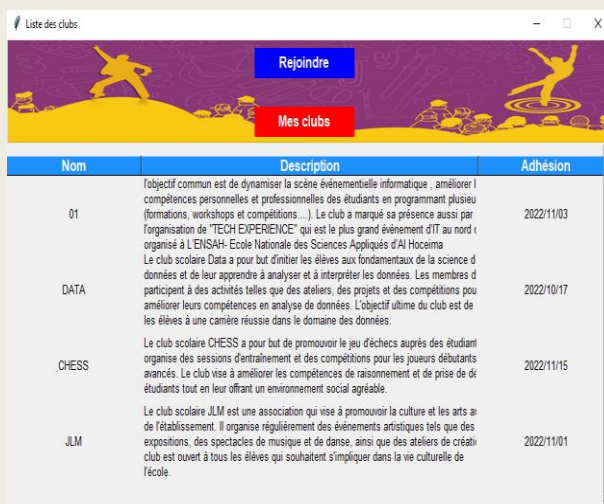 Liste des clubs
Rejoindre
Mes clubs
Nom Description Adhésion
l'objectif commun est de dynamiser la scène événementielle informatique , améliorer l
compétences personnelles et professionnelles des étudiants en programmant plusieu
(formations, workshops et compétitions....). Le club a marqué sa présence aussi par
01 l'organisation de "TECH EXPERIENCE" qui est le plus grand évènement d'IT au nord 2022/11/03
organisé à L'ENSAH- Ecole Nationale des Sciences Appliqués d'Al Hoceima
Le club scolaire Data a pour but d'initier les élèves aux fondamentaux de la science d
données et de leur apprendre à analyser et à interpréter les données. Les membres d
DATA participent à des activités telles que des ateliers, des projets et des compétitions pou 2022/10/17
améliorer leurs compétences en analyse de données. L'objectif ultime du club est de
les élèves à une carrière réussie dans le domaine des données.
Le club scolaire CHESS a pour but de promouvoir le jeu d'échecs auprès des étudiant
organise des sessions d'entraînement et des compétitions pour les joueurs débutants
CHESS avancés. Le club vise à améliorer les compétences de raisonnement et de prise de dé 2022/11/15
étudiants tout en leur offrant un environnement social agréable.
Le club scolaire JLM est une association qui vise à promouvoir la culture et les arts au
de l'établissement. Il organise régulièrement des événements artistiques tels que des
JLM expositions, des spectacles de musique et de danse, ainsi que des ateliers de créatio 2022/11/01
club est ouvert à tous les élèves qui souhaitent s'impliquer dans la vie culturelle de
l'école.